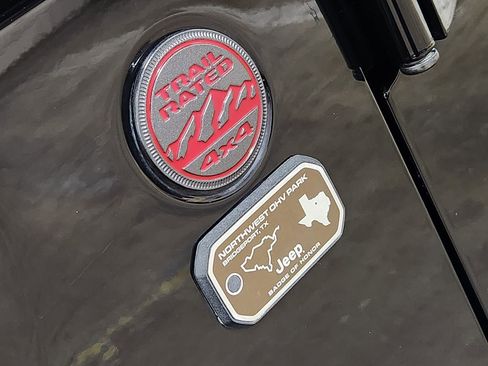 TRAIL
RATED
4x4
NORTHWEST OHV PARK
BRIDGEPORT, TX
Jeep
BADGE OF HONOR